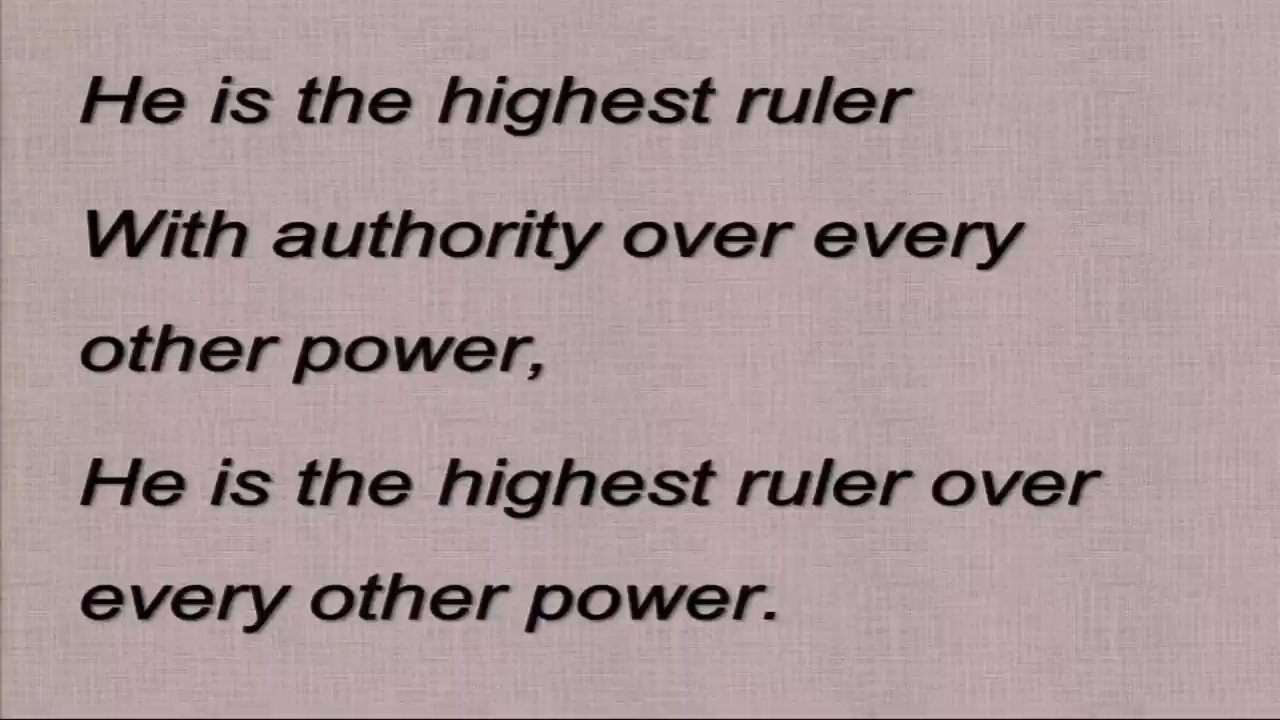 He is the highest ruler
With authority over every
other power,
He is the highest ruler over
every other power.